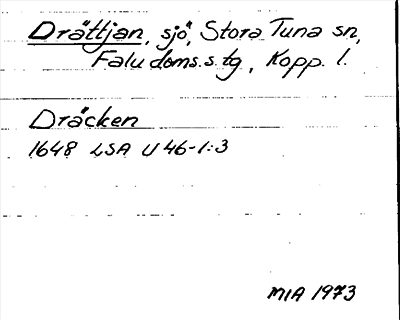 Drättjan, sjö, Stora Tuna sn,
Falu doms.s. tg, Kopp. l.
Dräcken
1648 LSA U 46-1:3
MIA 1973